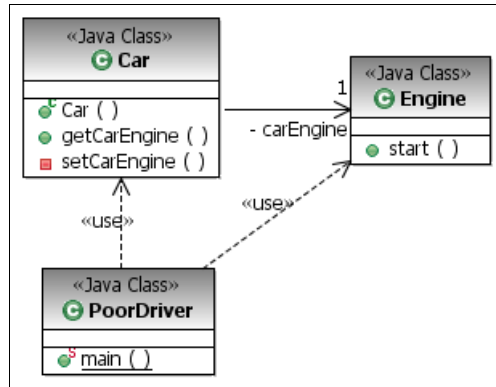 «Java Class»
Car
Car ( )
getCarEngine ( )
setCarEngine ( )
1
- carEngine
«Java Class»
Engine
start ( )
«use»
«use»
«Java Class»
PoorDriver
main ( )